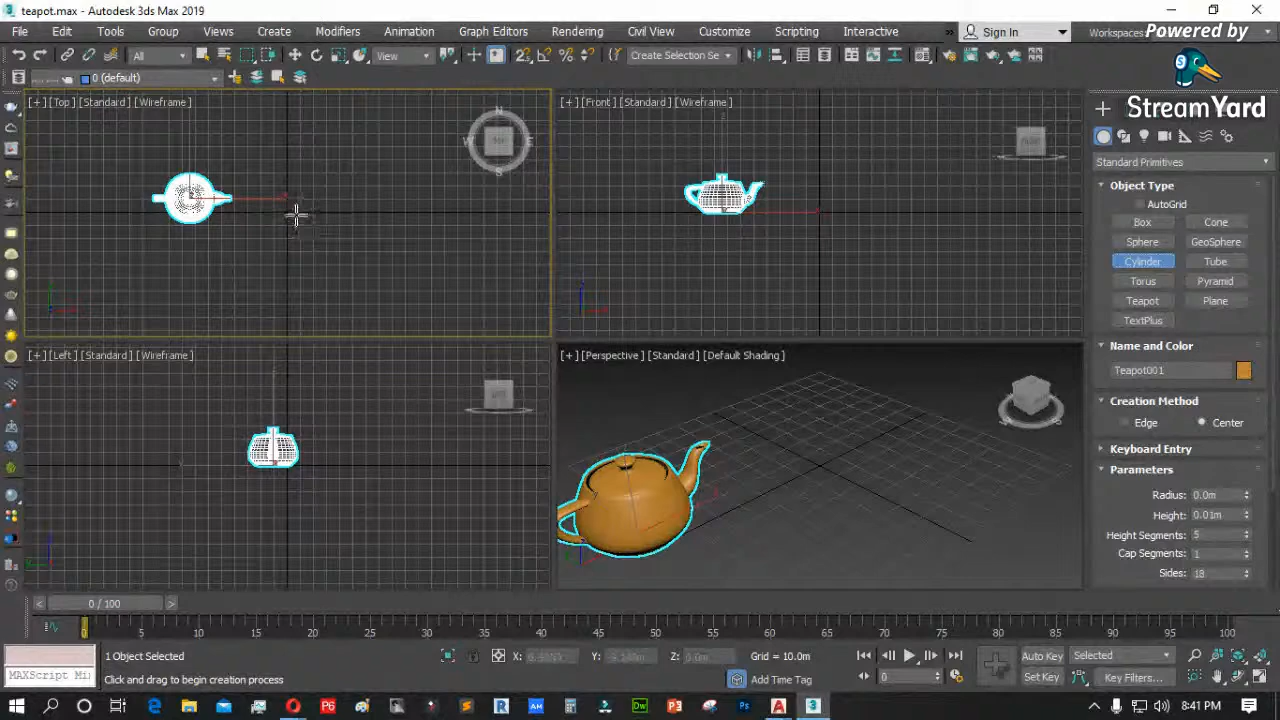 teapot.max - Autodesk 3ds Max 2019
File Edit Tools Group Views Create Modifiers Animation Graph Editors Rendering Civil View Customize Scripting Interactive » Sign In Workspaces
Powered by
StreamYard
All View Create Selection Se
0 (default)
[+] [Top] [Standard] [Wireframe]
N
W E
S
[+] [Front] [Standard] [Wireframe]
Standard Primitives
Object Type
AutoGrid
Box Cone
Sphere GeoSphere
Cylinder Tube
Torus Pyramid
Teapot Plane
TextPlus
Name and Color
Teapot001
Creation Method
Edge Center
Keyboard Entry
Parameters
Radius: 0.0m
Height: 0.01m
Height Segments: 5
Cap Segments: 1
Sides: 18
[+] [Left] [Standard] [Wireframe]
[+] [Perspective] [Standard] [Default Shading]
< 0 / 100 >
0 5 10 15 20 25 30 35 40 45 50 55 60 65 70 75 80 85 90 95 100
1 Object Selected
X: Y: Z: 0.0m Grid = 10.0m
Auto Key Selected
MAXScript Mi
Click and drag to begin creation process
Add Time Tag
0
Set Key Key Filters...
8:41 PM